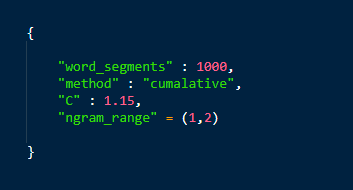 {
"word_segments" : 1000,
"method" : "cumalative",
"C" : 1.15,
"ngram_range" = (1,2)
}